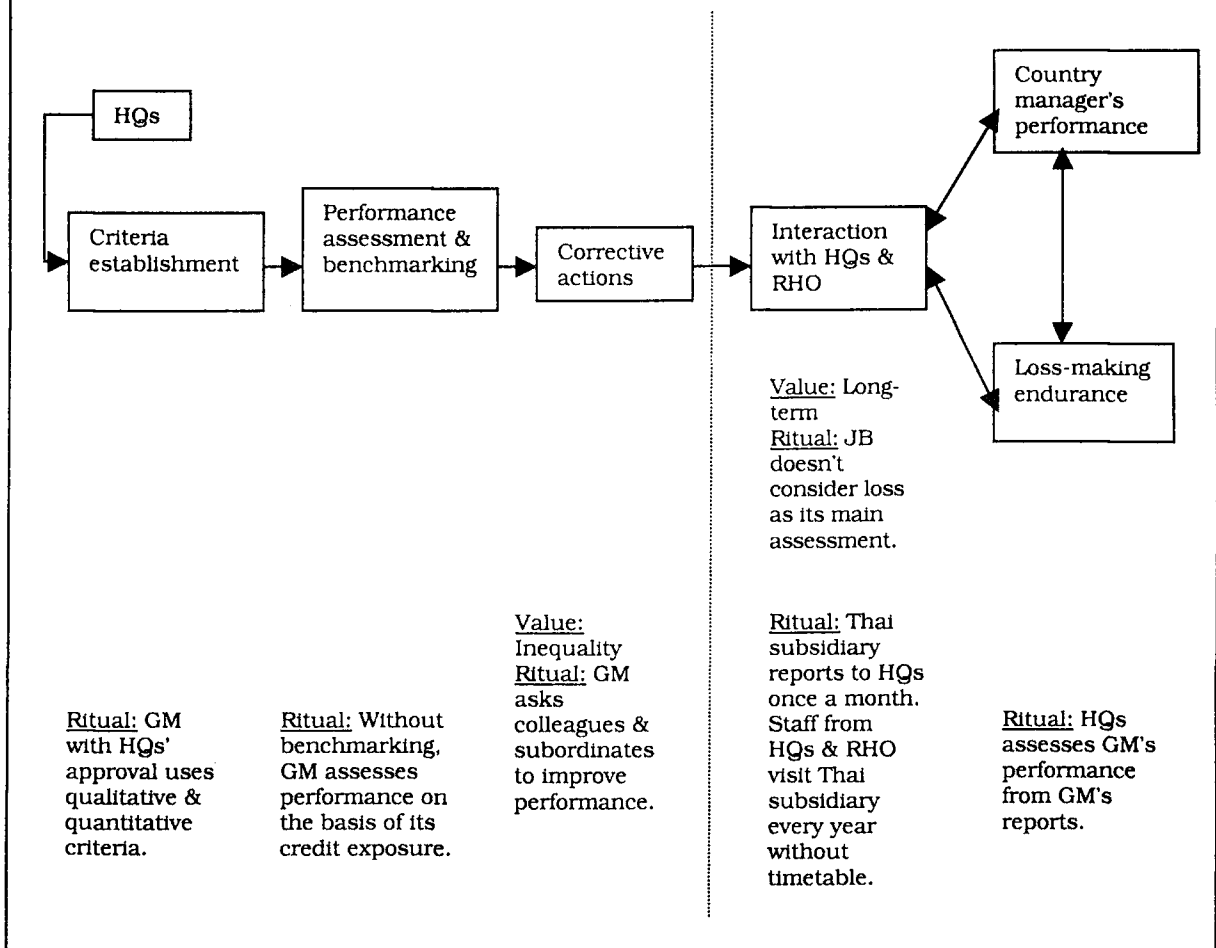 HQs
Criteria
establishment
Performance
assessment &
benchmarking
Corrective
actions
Interaction
with HQs &
RHO
Country
manager's
performance
Loss-making
endurance
Value: Long-
term
Ritual: JB
doesn't
consider loss
as its main
assessment.
Value:
Inequality
Ritual: GM
asks
colleagues &
subordinates
to improve
performance.
Ritual: Thai
subsidiary
reports to HQs
once a month.
Staff from
HQs & RHO
visit Thai
subsidiary
every year
without
timetable.
Ritual: GM
with HQs'
approval uses
qualitative &
quantitative
criteria.
Ritual: Without
benchmarking,
GM assesses
performance on
the basis of its
credit exposure.
Ritual: HQs
assesses GM's
performance
from GM's
reports.